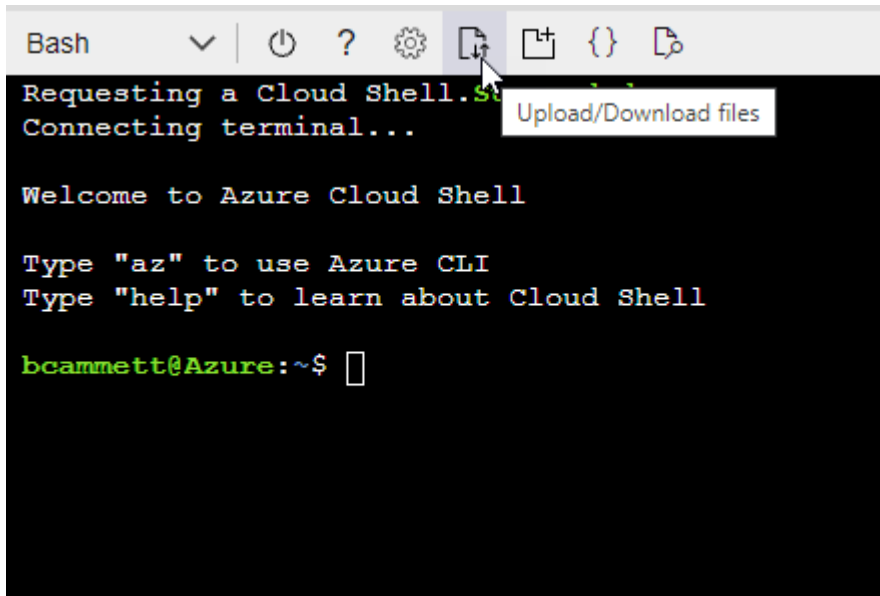 Bash
?
{}
Requesting a Cloud Shell.
Upload/Download files
Connecting terminal...
Welcome to Azure Cloud Shell
Type "az" to use Azure CLI
Type "help" to learn about Cloud Shell
bcammett@Azure:~$